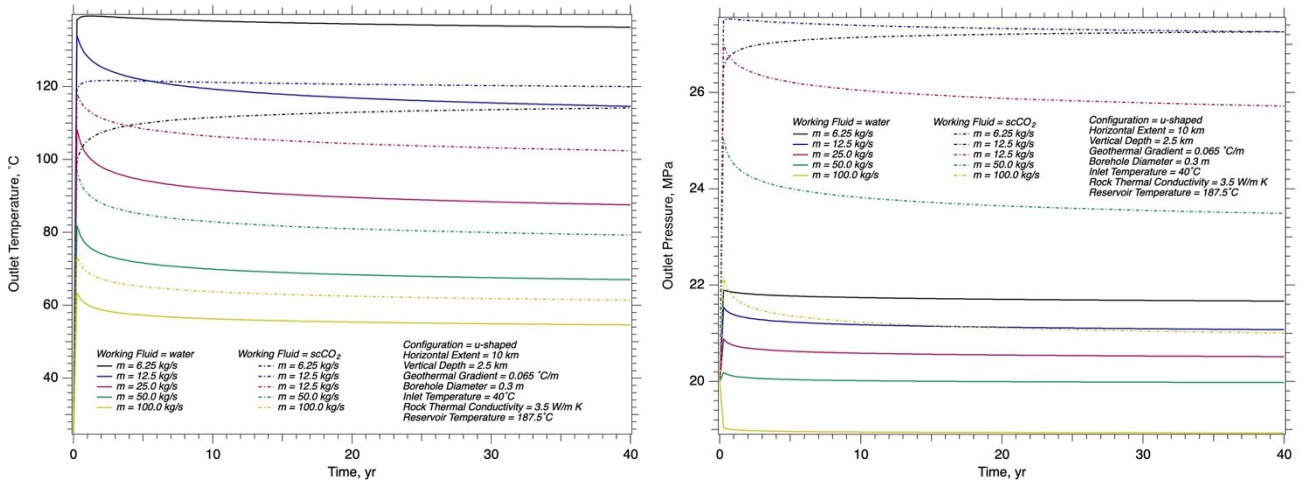 Outlet Temperature, ˚C
120
100
80
60
40
Working Fluid = water
m = 6.25 kg/s
m = 12.5 kg/s
m = 25.0 kg/s
m = 50.0 kg/s
m = 100.0 kg/s
Working Fluid = scCO₂
m = 6.25 kg/s
m = 12.5 kg/s
m = 12.5 kg/s
m = 50.0 kg/s
m = 100.0 kg/s
Configuration = u-shaped
Horizontal Extent = 10 km
Vertical Depth = 2.5 km
Geothermal Gradient = 0.065 ˚C/m
Borehole Diameter = 0.3 m
Inlet Temperature = 40˚C
Rock Thermal Conductivity = 3.5 W/m K
Reservoir Temperature = 187.5˚C
0 10 20 30 40
Time, yr
Outlet Pressure, MPa
26
24
22
20
Working Fluid = water
m = 6.25 kg/s
m = 12.5 kg/s
m = 25.0 kg/s
m = 50.0 kg/s
m = 100.0 kg/s
Working Fluid = scCO₂
m = 6.25 kg/s
m = 12.5 kg/s
m = 12.5 kg/s
m = 50.0 kg/s
m = 100.0 kg/s
Configuration = u-shaped
Horizontal Extent = 10 km
Vertical Depth = 2.5 km
Geothermal Gradient = 0.065 ˚C/m
Borehole Diameter = 0.3 m
Inlet Temperature = 40˚C
Rock Thermal Conductivity = 3.5 W/m K
Reservoir Temperature = 187.5˚C
0 10 20 30 40
Time, yr